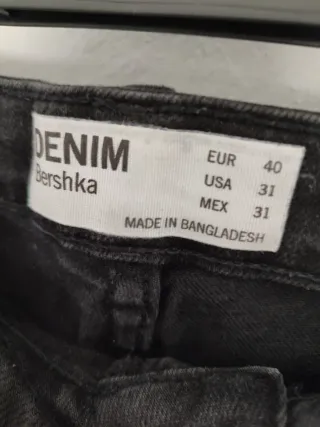 DENIM
Bershka
EUR 40
USA 31
MEX 31
MADE IN BANGLADESH